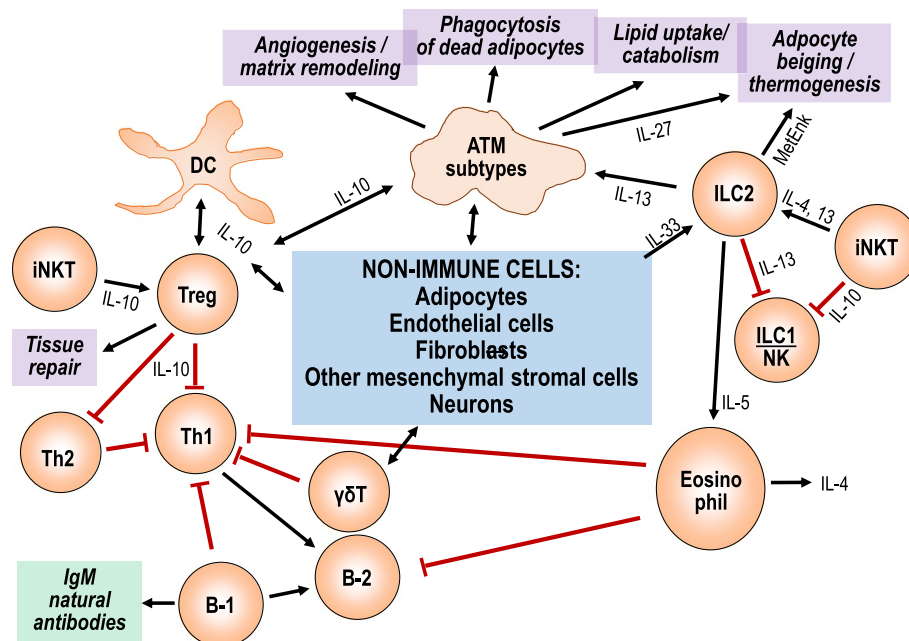 Angiogenesis /
matrix remodeling
Phagocytosis
of dead adipocytes
Lipid uptake/
catabolism
Adpocyte
beiging /
thermogenesis
DC
ATM
subtypes
IL-27
MetEnk
IL-10
IL-13
ILC2
IL-4, 13
iNKT
IL-10
IL-33
iNKT
IL-10
Treg
NON-IMMUNE CELLS:
Adipocytes
Endothelial cells
Fibroblasts
Other mesenchymal stromal cells
Neurons
IL-13
IL-10
ILC1
NK
Tissue
repair
IL-10
IL-5
Th2
Th1
γδT
Eosino
phil
IL-4
IgM
natural
antibodies
B-1
B-2